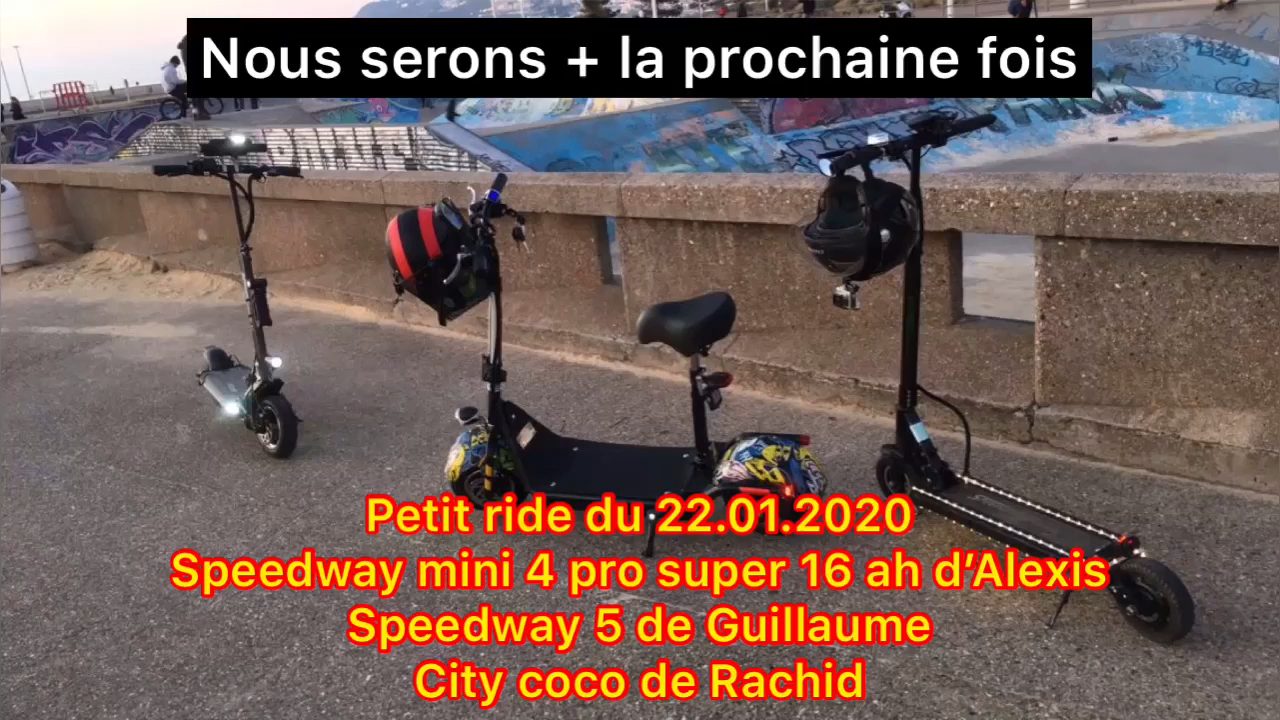 Nous serons + la prochaine fois
Petit ride du 22.01.2020
Speedway mini 4 pro super 16 ah d’Alexis
Speedway 5 de Guillaume
City coco de Rachid